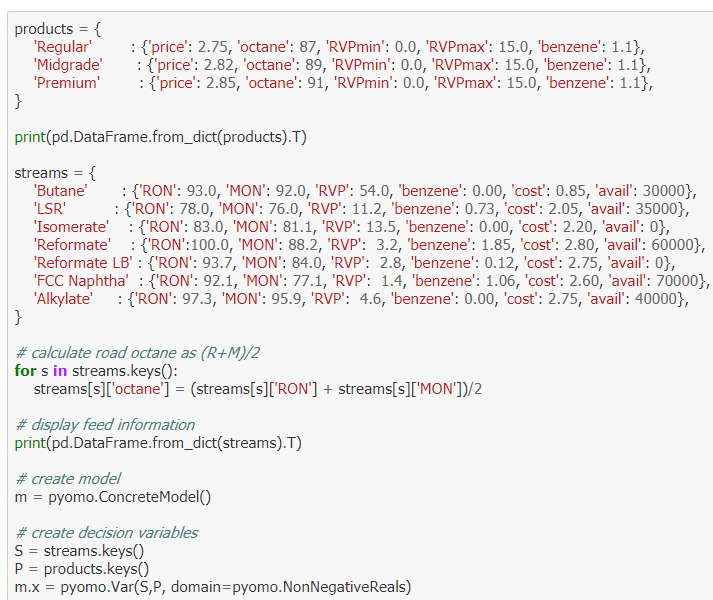 products = {
    'Regular'       : {'price': 2.75, 'octane': 87, 'RVPmin': 0.0, 'RVPmax': 15.0, 'benzene': 1.1},
    'Midgrade'      : {'price': 2.82, 'octane': 89, 'RVPmin': 0.0, 'RVPmax': 15.0, 'benzene': 1.1},
    'Premium'       : {'price': 2.85, 'octane': 91, 'RVPmin': 0.0, 'RVPmax': 15.0, 'benzene': 1.1},
}

print(pd.DataFrame.from_dict(products).T)

streams = {
    'Butane'       : {'RON': 93.0, 'MON': 92.0, 'RVP': 54.0, 'benzene': 0.00, 'cost': 0.85, 'avail': 30000},
    'LSR'          : {'RON': 78.0, 'MON': 76.0, 'RVP': 11.2, 'benzene': 0.73, 'cost': 2.05, 'avail': 35000},
    'Isomerate'    : {'RON': 83.0, 'MON': 81.1, 'RVP': 13.5, 'benzene': 0.00, 'cost': 2.20, 'avail': 0},
    'Reformate'    : {'RON':100.0, 'MON': 88.2, 'RVP':  3.2, 'benzene': 1.85, 'cost': 2.80, 'avail': 60000},
    'Reformate LB' : {'RON': 93.7, 'MON': 84.0, 'RVP':  2.8, 'benzene': 0.12, 'cost': 2.75, 'avail': 0},
    'FCC Naphtha'  : {'RON': 92.1, 'MON': 77.1, 'RVP':  1.4, 'benzene': 1.06, 'cost': 2.60, 'avail': 70000},
    'Alkylate'     : {'RON': 97.3, 'MON': 95.9, 'RVP':  4.6, 'benzene': 0.00, 'cost': 2.75, 'avail': 40000},
}

# calculate road octane as (R+M)/2
for s in streams.keys():
    streams[s]['octane'] = (streams[s]['RON'] + streams[s]['MON'])/2

# display feed information
print(pd.DataFrame.from_dict(streams).T)

# create model
m = pyomo.ConcreteModel()

# create decision variables
S = streams.keys()
P = products.keys()
m.x = pyomo.Var(S,P, domain=pyomo.NonNegativeReals)